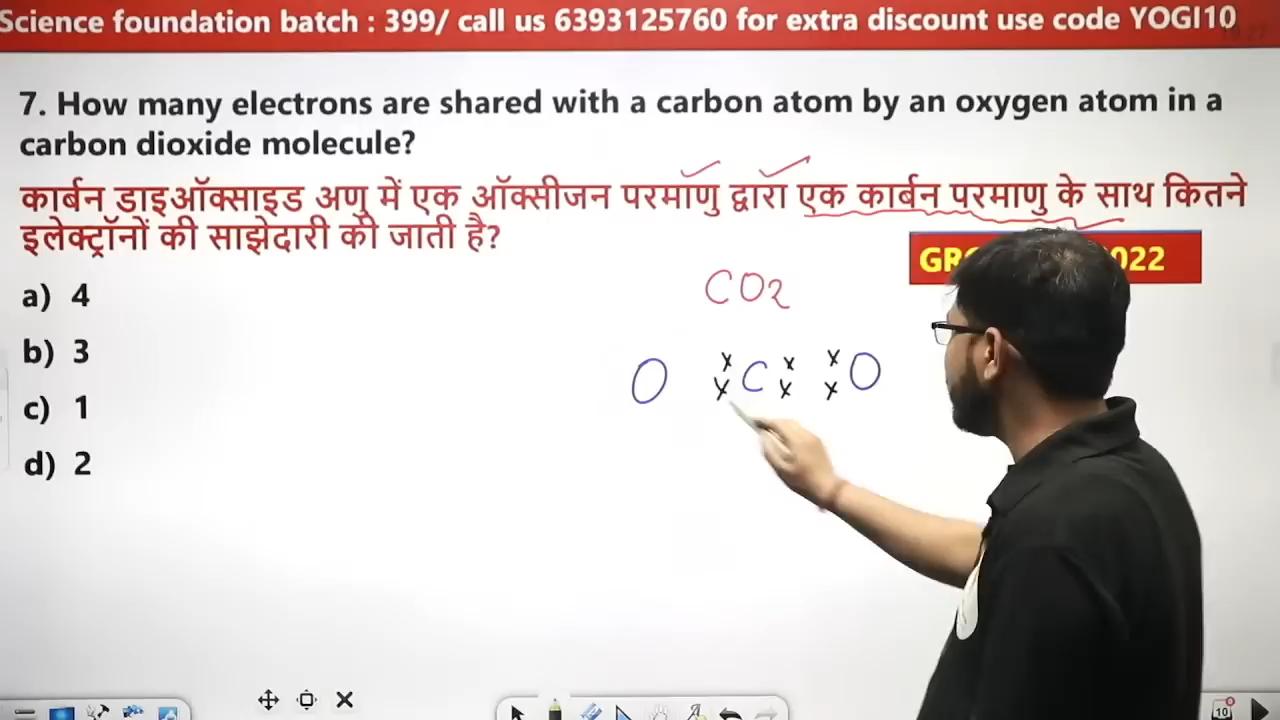 Science foundation batch : 399/ call us 6393125760 for extra discount use code YOGI10
7. How many electrons are shared with a carbon atom by an oxygen atom in a
carbon dioxide molecule?
कार्बन डाइऑक्साइड अणु में एक ऑक्सीजन परमाणु द्वारा एक कार्बन परमाणु के साथ कितने
इलेक्ट्रॉनों की साझेदारी की जाती है?
022
a) 4
b) 3
c) 1
d) 2
CO2
O C O
10